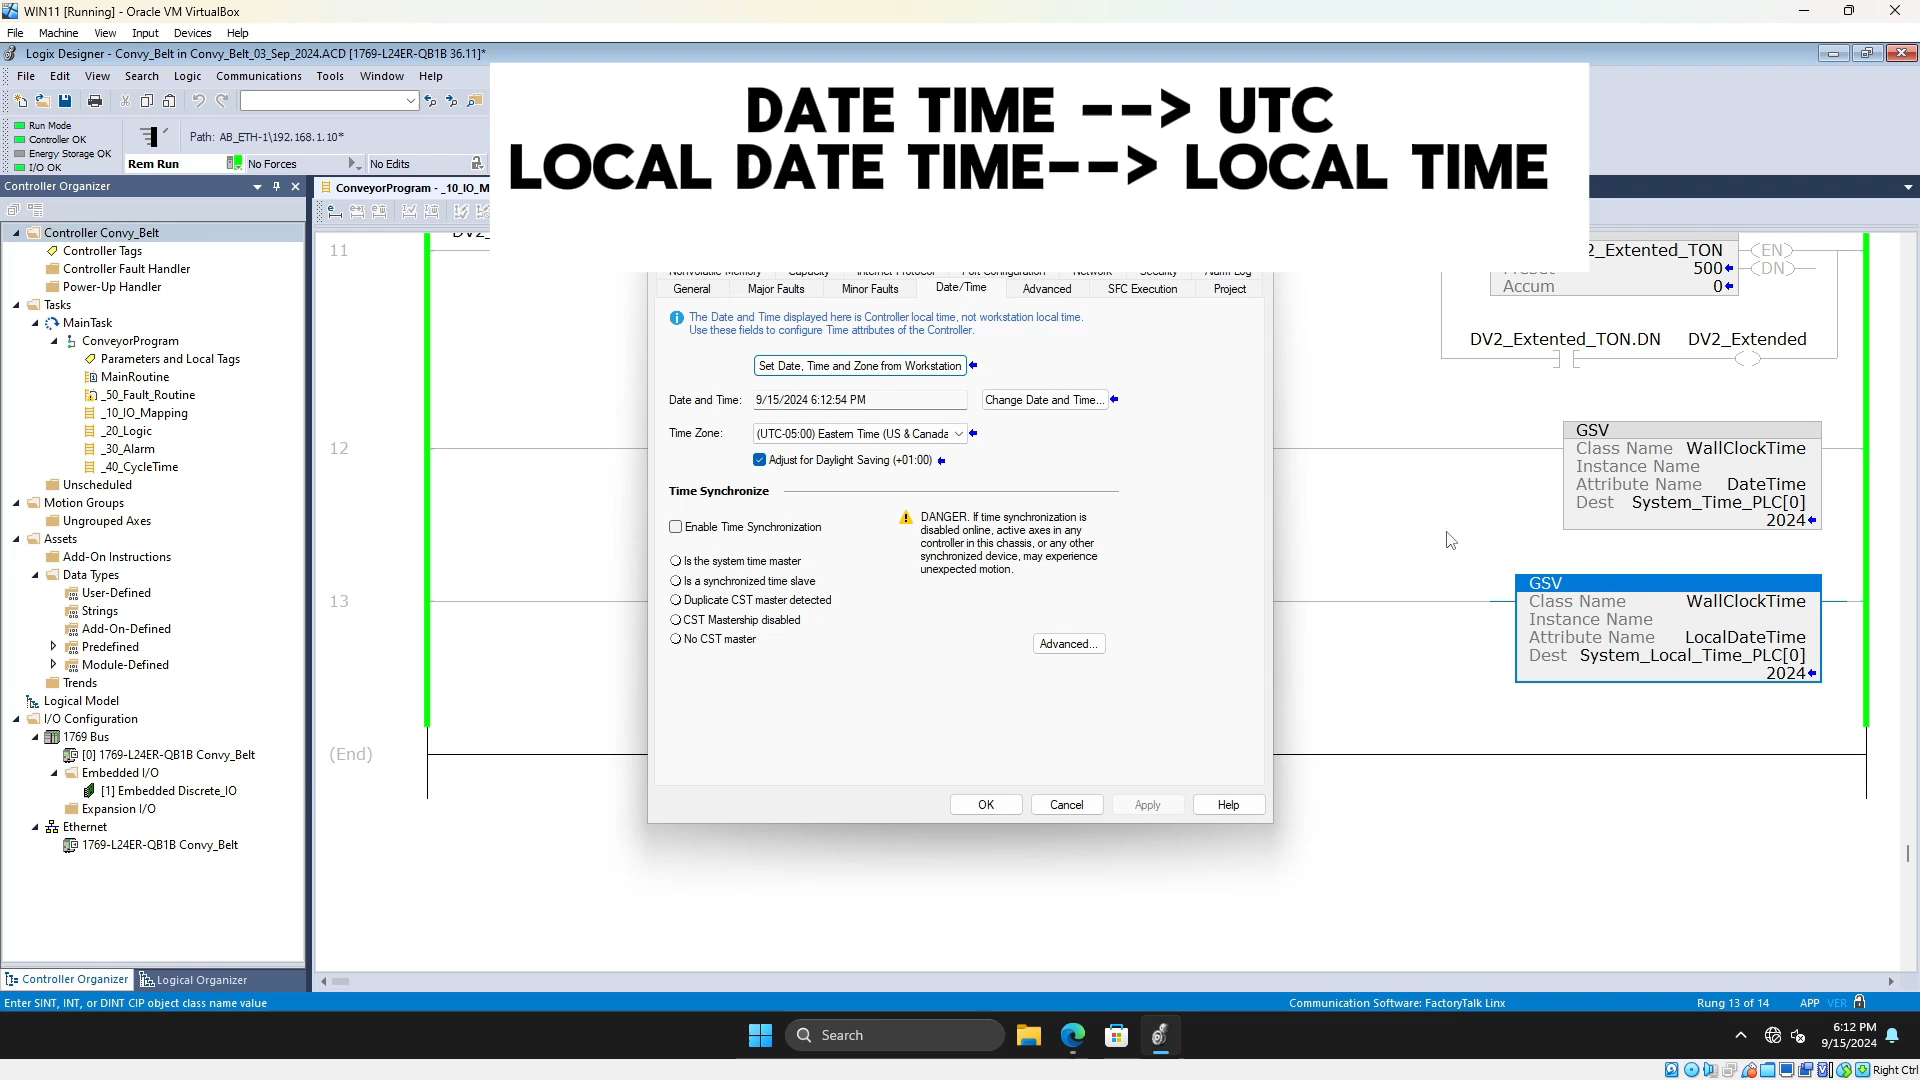 WIN11 [Running] - Oracle VM VirtualBox
File Machine View Input Devices Help
Logix Designer - Convy_Belt in Convy_Belt_03_Sep_2024.ACD [1769-L24ER-QB1B 36.11]*
File Edit View Search Logic Communications Tools Window Help
DATE TIME --> UTC
LOCAL DATE TIME--> LOCAL TIME
Run Mode
Controller OK
Energy Storage OK
I/O OK
Path: AB_ETH-1\192.168.1.10*
Rem Run No Forces No Edits
Controller Organizer
ConveyorProgram - _10_IO_M
Controller Convy_Belt
Controller Tags
Controller Fault Handler
Power-Up Handler
Tasks
MainTask
ConveyorProgram
Parameters and Local Tags
MainRoutine
_50_Fault_Routine
_10_IO_Mapping
_20_Logic
_30_Alarm
_40_CycleTime
Unscheduled
Motion Groups
Ungrouped Axes
Assets
Add-On Instructions
Data Types
User-Defined
Strings
Add-On-Defined
Predefined
Module-Defined
Trends
Logical Model
I/O Configuration
1769 Bus
[0] 1769-L24ER-QB1B Convy_Belt
Embedded I/O
[1] Embedded Discrete_IO
Expansion I/O
Ethernet
1769-L24ER-QB1B Convy_Belt
Controller Organizer Logical Organizer
11
12
13
(End)
Nonvolatile Memory Capacity Internet Protocol Port Configuration Network Security Alarm Log
General Major Faults Minor Faults Date/Time Advanced SFC Execution Project
The Date and Time displayed here is Controller local time, not workstation local time.
Use these fields to configure Time attributes of the Controller.
Set Date, Time and Zone from Workstation
Date and Time: 9/15/2024 6:12:54 PM Change Date and Time...
Time Zone: (UTC-05:00) Eastern Time (US & Canada
Adjust for Daylight Saving (+01:00)
Time Synchronize
Enable Time Synchronization
DANGER. If time synchronization is
disabled online, active axes in any
controller in this chassis, or any other
synchronized device, may experience
unexpected motion.
Is the system time master
Is a synchronized time slave
Duplicate CST master detected
CST Mastership disabled
No CST master
Advanced...
OK Cancel Apply Help
2_Extented_TON (EN)
Preset 500 (DN)
Accum 0
DV2_Extented_TON.DN DV2_Extended
GSV
Class Name WallClockTime
Instance Name
Attribute Name DateTime
Dest System_Time_PLC[0]
2024
GSV
Class Name WallClockTime
Instance Name
Attribute Name LocalDateTime
Dest System_Local_Time_PLC[0]
2024
Enter SINT, INT, or DINT CIP object class name value
Communication Software: FactoryTalk Linx
Rung 13 of 14
APP VER
Search
6:12 PM
9/15/2024
Right Ctrl